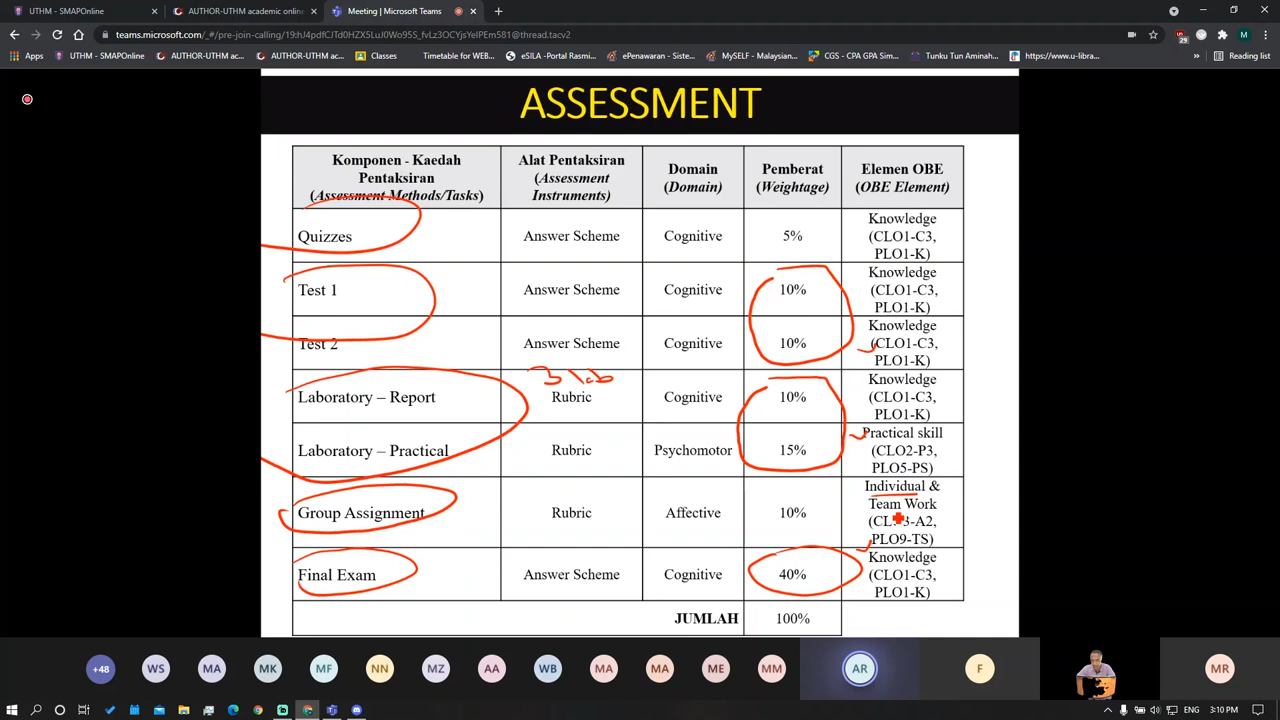 UTHM - SMAPOnline
AUTHOR-UTHM academic online
Meeting | Microsoft Teams
teams.microsoft.com/_#/pre-join-calling/19:hJ4pdfCJTd0HZX5LuJ0Wo95S_fvLz3OCYjsYeIPEm581@thread.tacv2
29
M
Apps
UTHM - SMAPOnline
AUTHOR-UTHM ac...
AUTHOR-UTHM ac...
Classes
Timetable for WEB...
eSILA -Portal Rasmi...
ePenawaran - Siste...
MySELF - Malaysian...
CGS - CPA GPA Sim...
Tunku Tun Aminah...
https://www.u-libra...
»
Reading list
ASSESSMENT
Komponen - Kaedah
Pentaksiran
(Assessment Methods/Tasks)
Alat Pentaksiran
(Assessment
Instruments)
Domain
(Domain)
Pemberat
(Weightage)
Elemen OBE
(OBE Element)
Quizzes
Answer Scheme
Cognitive
5%
Knowledge
(CLO1-C3,
PLO1-K)
Test 1
Answer Scheme
Cognitive
10%
Knowledge
(CLO1-C3,
PLO1-K)
Test 2
Answer Scheme
Cognitive
10%
Knowledge
(CLO1-C3,
PLO1-K)
3 lab
Laboratory – Report
Rubric
Cognitive
10%
Knowledge
(CLO1-C3,
PLO1-K)
Laboratory – Practical
Rubric
Psychomotor
15%
Practical skill
(CLO2-P3,
PLO5-PS)
Group Assignment
Rubric
Affective
10%
Individual &
Team Work
3-A2,
PLO9-TS)
Final Exam
Answer Scheme
Cognitive
40%
Knowledge
(CLO1-C3,
PLO1-K)
JUMLAH
100%
+48
WS
MA
MK
MF
NN
MZ
AA
WB
MA
MA
ME
MM
AR
F
MR
ENG
3:10 PM